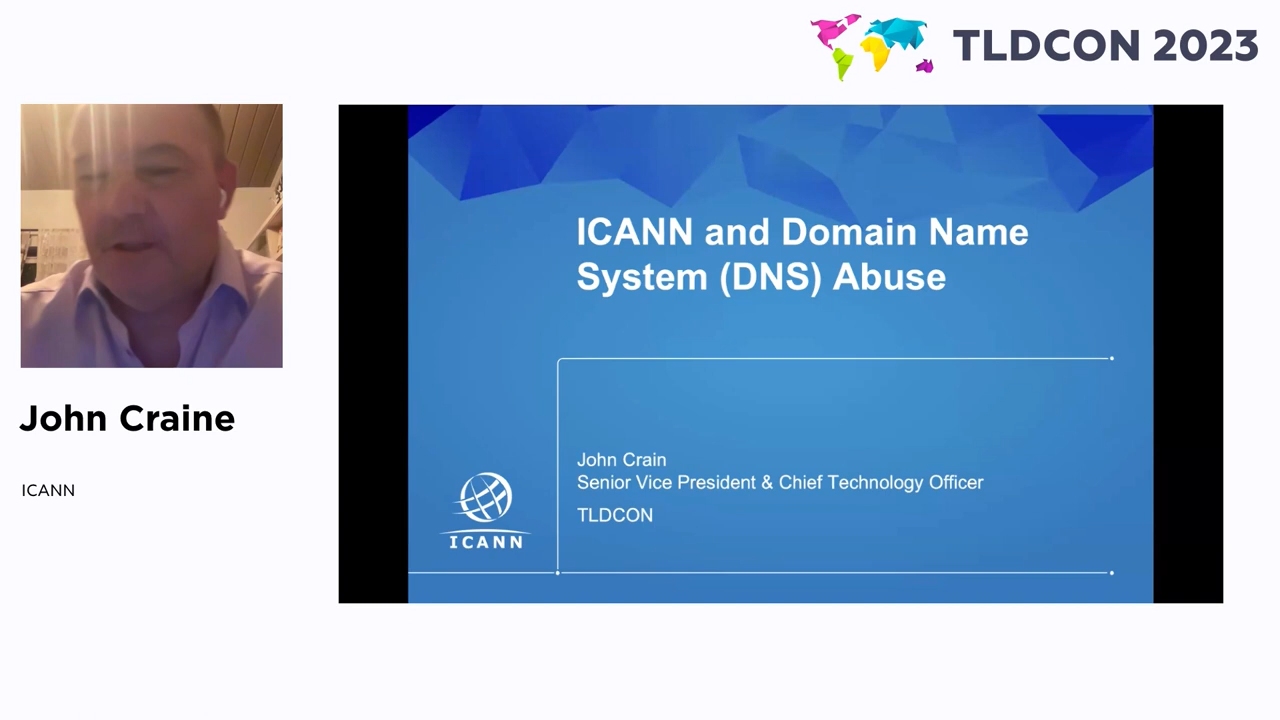 TLDCON 2023
ICANN and Domain Name
System (DNS) Abuse
John Crain
Senior Vice President & Chief Technology Officer
TLDCON
ICANN
John Craine
ICANN